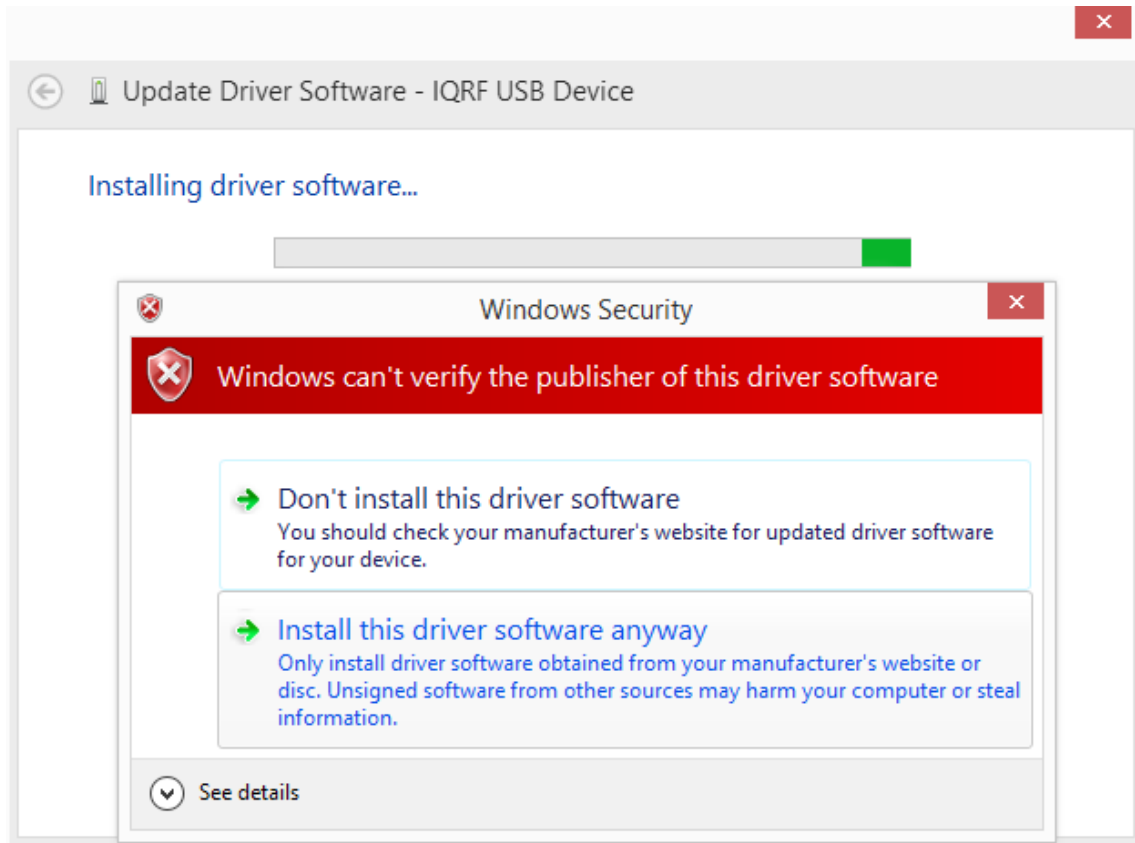 Update Driver Software - IQRF USB Device
Installing driver software...
Windows Security
Windows can't verify the publisher of this driver software
Don't install this driver software
You should check your manufacturer's website for updated driver software
for your device.
Install this driver software anyway
Only install driver software obtained from your manufacturer's website or
disc. Unsigned software from other sources may harm your computer or steal
information.
See details